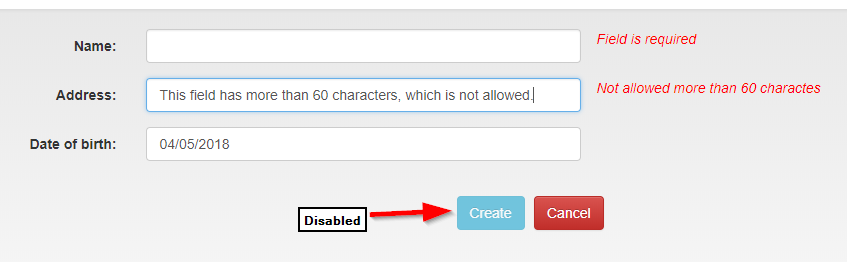 Name:
Field is required
Address:
This field has more than 60 characters, which is not allowed.
Not allowed more than 60 charactes
Date of birth:
04/05/2018
Disabled
Create
Cancel